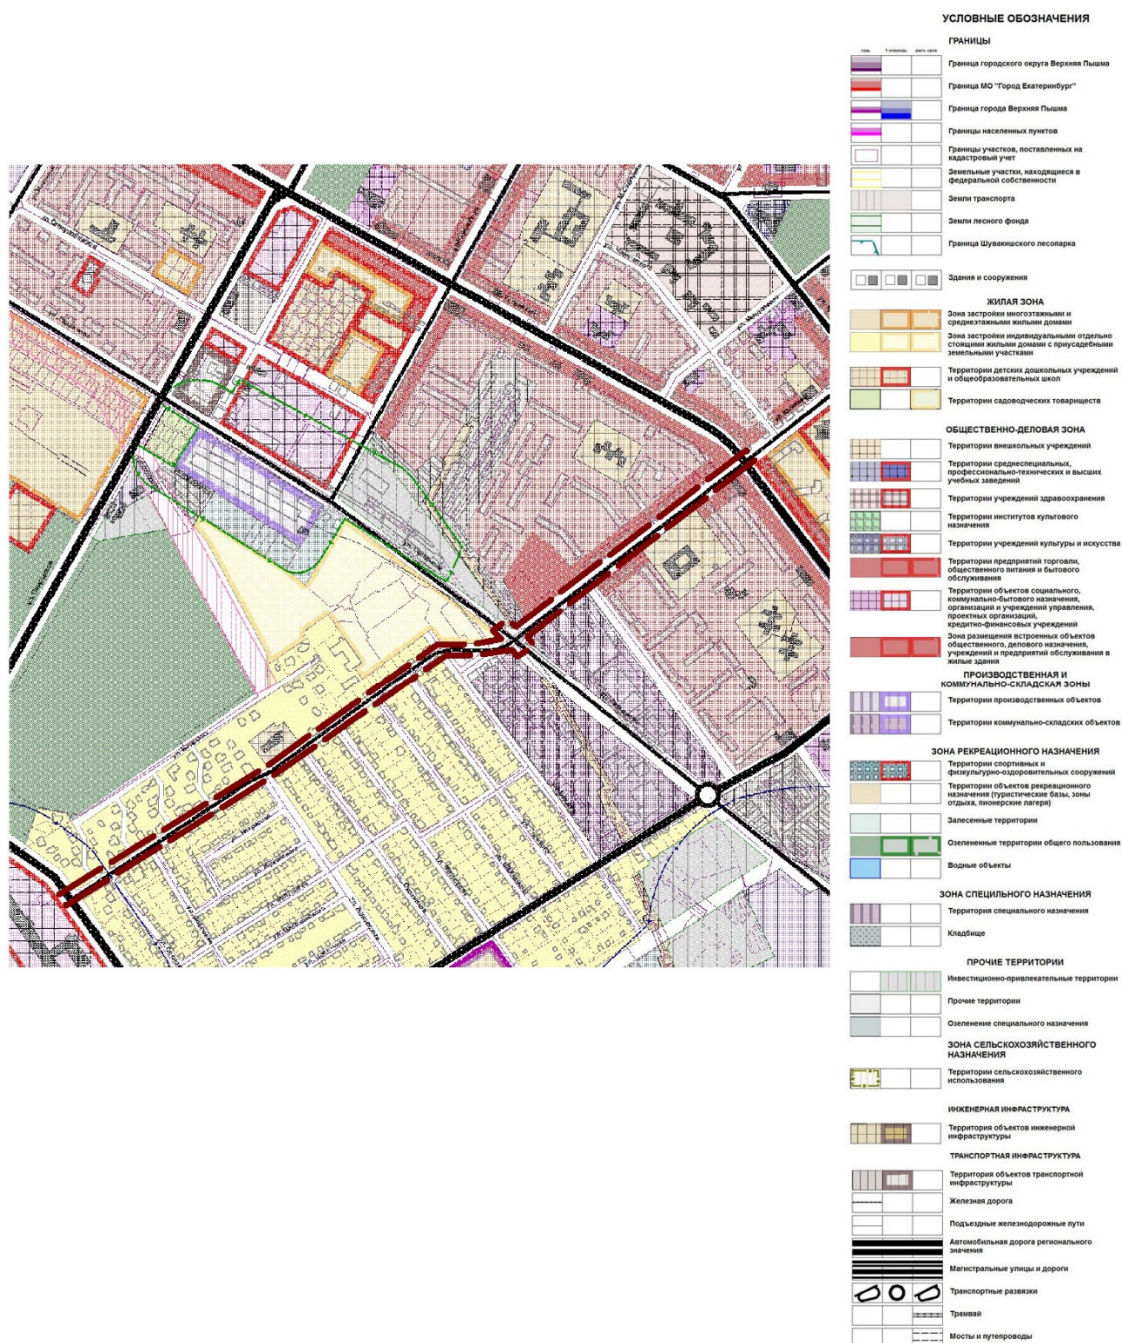 УСЛОВНЫЕ ОБОЗНАЧЕНИЯ
ГРАНИЦЫ
Граница городского округа Верхняя Пышма
Граница МО "Город Екатеринбург"
Граница города Верхняя Пышма
Границы населенных пунктов
Границы участков, поставленных на
кадастровый учет
Земельные участки, находящиеся в
федеральной собственности
Земли транспорта
Земли лесного фонда
Граница Шувакишского лесопарка
Здания и сооружения
ЖИЛАЯ ЗОНА
Зона застройки многоэтажными и
среднеэтажными жилыми домами
Зона застройки индивидуальными отдельно
стоящими жилыми домами с приусадебными
земельными участками
Территории детских дошкольных учреждений
и общеобразовательных школ
Территории садоводческих товариществ
ОБЩЕСТВЕННО-ДЕЛОВАЯ ЗОНА
Территории внешкольных учреждений
Территории среднеспециальных,
профессионально-технических и высших
учебных заведений
Территории учреждений здравоохранения
Территории институтов культового
назначения
Территории учреждений культуры и искусства
Территории предприятий торговли,
общественного питания и бытового
обслуживания
Территории объектов социального,
коммунально-бытового назначения,
организаций и учреждений управления,
проектных организаций,
кредитно-финансовых учреждений
Зона размещения встроенных объектов
общественного, делового назначения,
учреждений и предприятий обслуживания в
жилые здания
ПРОИЗВОДСТВЕННАЯ И
КОММУНАЛЬНО-СКЛАДСКАЯ ЗОНЫ
Территории производственных объектов
Территории коммунально-складских объектов
ЗОНА РЕКРЕАЦИОННОГО НАЗНАЧЕНИЯ
Территории спортивных и
физкультурно-оздоровительных сооружений
Территории объектов рекреационного
назначения (туристические базы, зоны
отдыха, пионерские лагеря)
Залесенные территории
Озелененные территории общего пользования
Водные объекты
ЗОНА СПЕЦИЛЬНОГО НАЗНАЧЕНИЯ
Территория специального назначения
Кладбище
ПРОЧИЕ ТЕРРИТОРИИ
Инвестиционно-привлекательные территории
Прочие территории
Озеленение специального назначения
ЗОНА СЕЛЬСКОХОЗЯЙСТВЕННОГО
НАЗНАЧЕНИЯ
Территории сельскохозяйственного
использования
ИНЖЕНЕРНАЯ ИНФРАСТРУКТУРА
Территория объектов инженерной
инфраструктуры
ТРАНСПОРТНАЯ ИНФРАСТРУКТУРА
Территория объектов транспортной
инфраструктуры
Железная дорога
Подъездные железнодорожные пути
Автомобильная дорога регионального
значения
Магистральные улицы и дороги
Транспортные развязки
Трамвай
Мосты и путепроводы